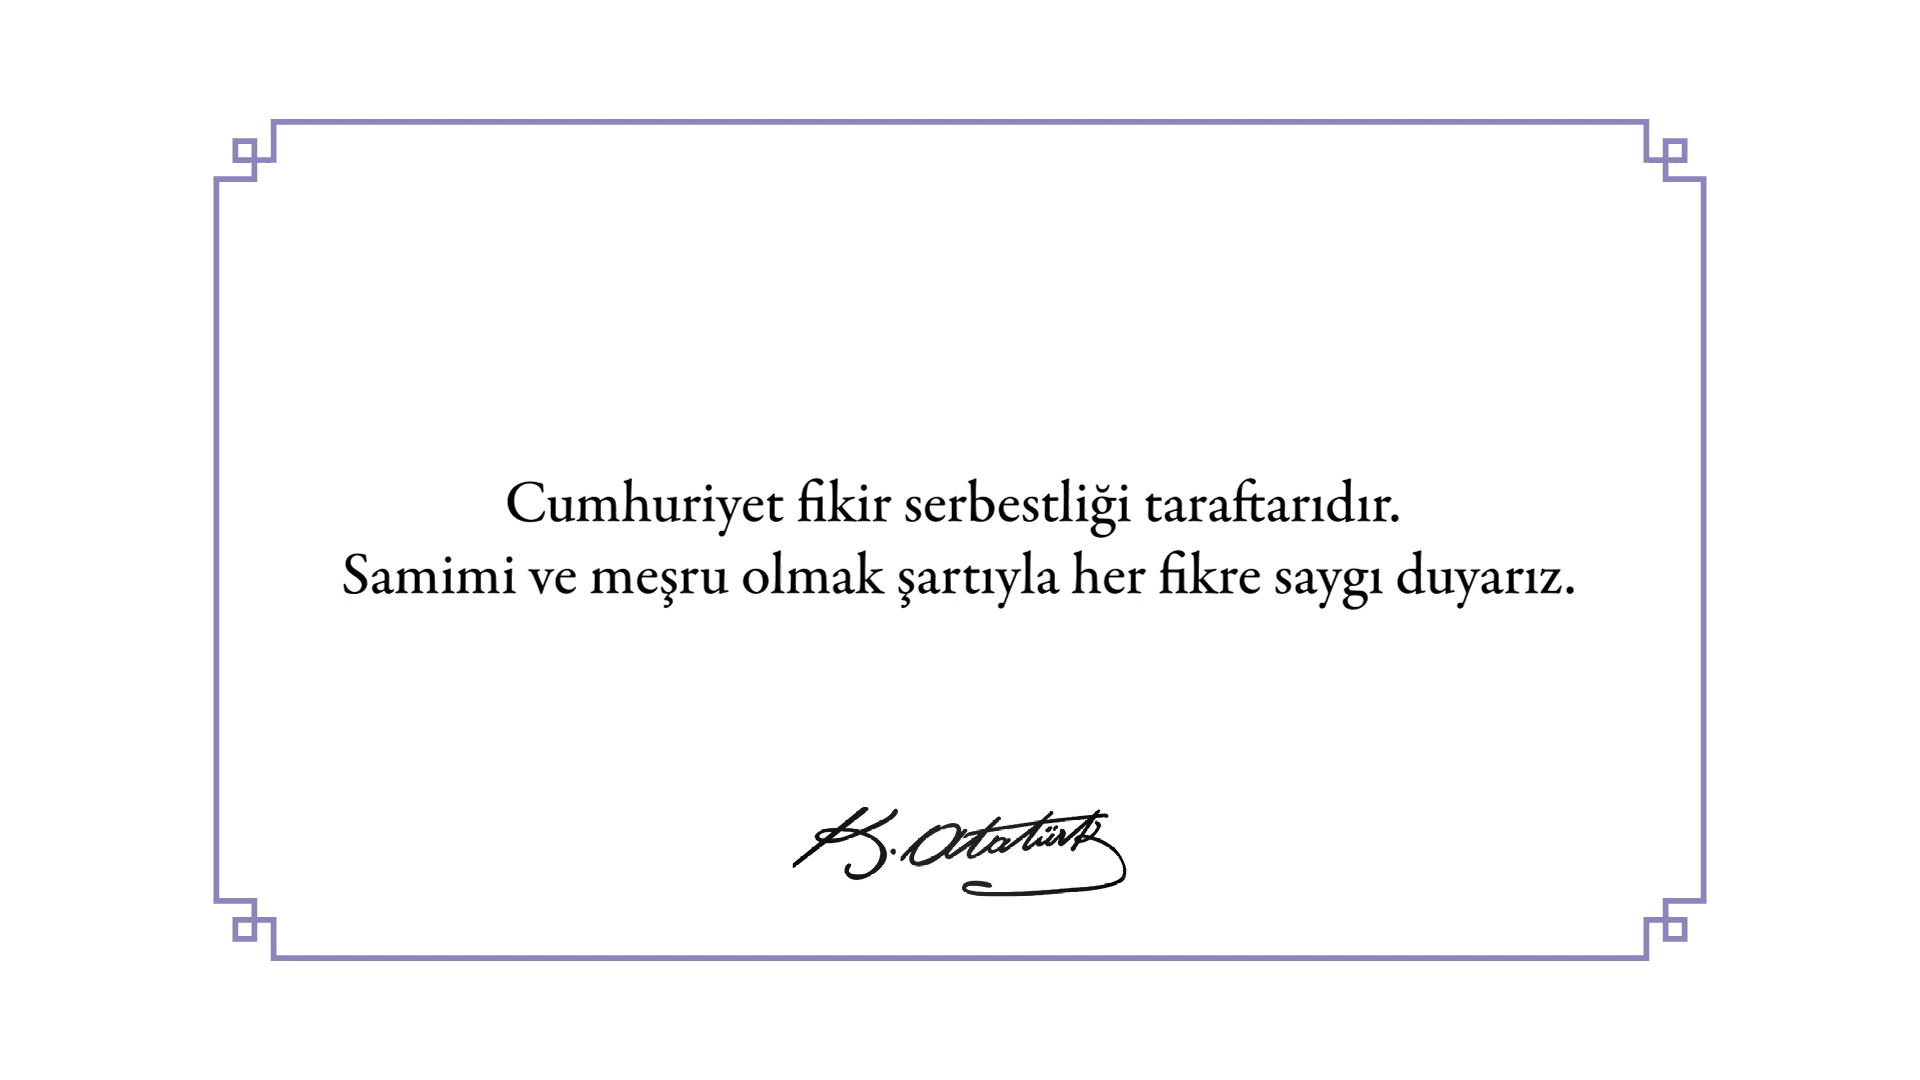 Cumhuriyet fikir serbestliği taraftarıdır.
Samimi ve meşru olmak şartıyla her fikre saygı duyarız.
K. Atatürk